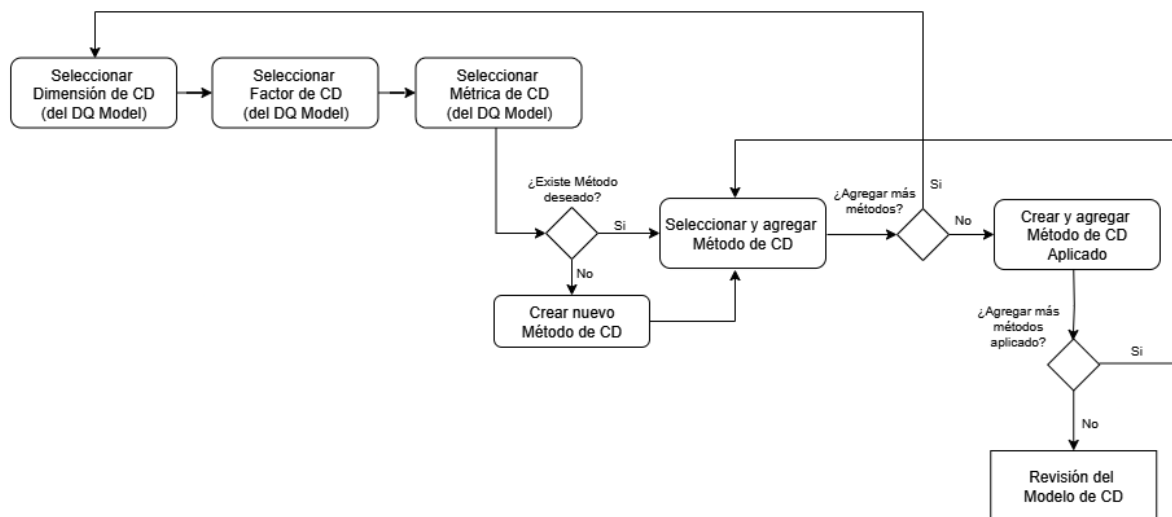 Seleccionar
Dimensión de CD
(del DQ Model)
Seleccionar
Factor de CD
(del DQ Model)
Seleccionar
Métrica de CD
(del DQ Model)
¿Existe Método
deseado?
Si
No
Crear nuevo
Método de CD
Seleccionar y agregar
Método de CD
¿Agregar más
métodos?
Si
No
Crear y agregar
Método de CD
Aplicado
¿Agregar más
métodos
aplicado?
Si
No
Revisión del
Modelo de CD